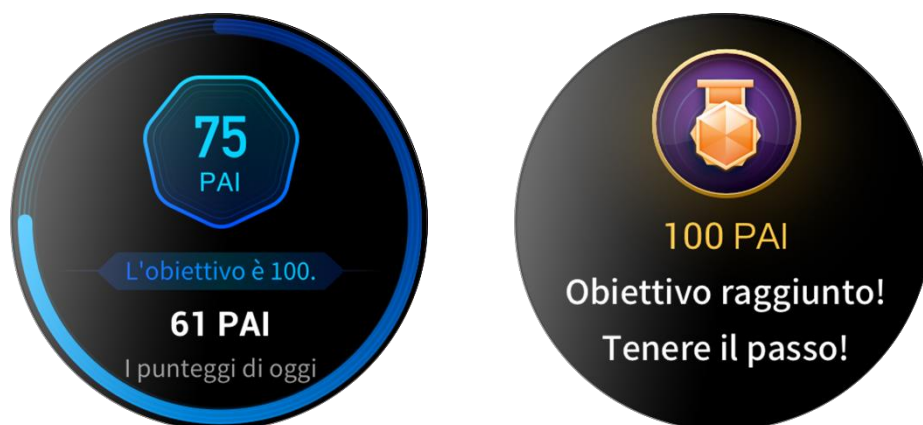 75
PAI
L'obiettivo è 100.
61 PAI
I punteggi di oggi
100 PAI
Obiettivo raggiunto!
Tenere il passo!